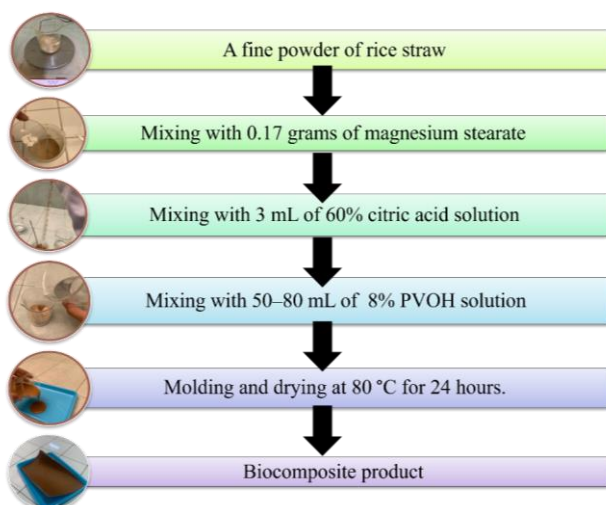 A fine powder of rice straw
Mixing with 0.17 grams of magnesium stearate
Mixing with 3 mL of 60% citric acid solution
Mixing with 50–80 mL of 8% PVOH solution
Molding and drying at 80 °C for 24 hours.
Biocomposite product